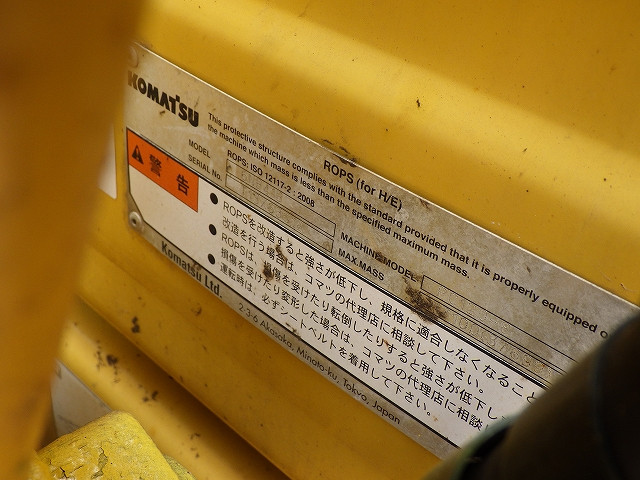 KOMATSU
ROPS (for H/E)
This protective structure complies with the standard provided that it is properly equipped o
the machine which mass is less than the specified maximum mass.
ROPS: ISO 12117-2 : 2008
MODEL
SERIAL No.
MACHINE MODEL
MAX.MASS
警告
● ROPSを改造すると強さが低下し、規格に適合しなくなること
改造を行う場合は、コマツの代理店に相談して下さい。
● ROPSは、損傷を受けたり転倒したりすると強さが低下し
損傷を受けたり変形した場合は、コマツの代理店に相談
● 運転時は、必ずシートベルトを着用して下さい。
Komatsu Ltd.
2-3-6 Akasaka, Minato-ku, Tokyo, Japan